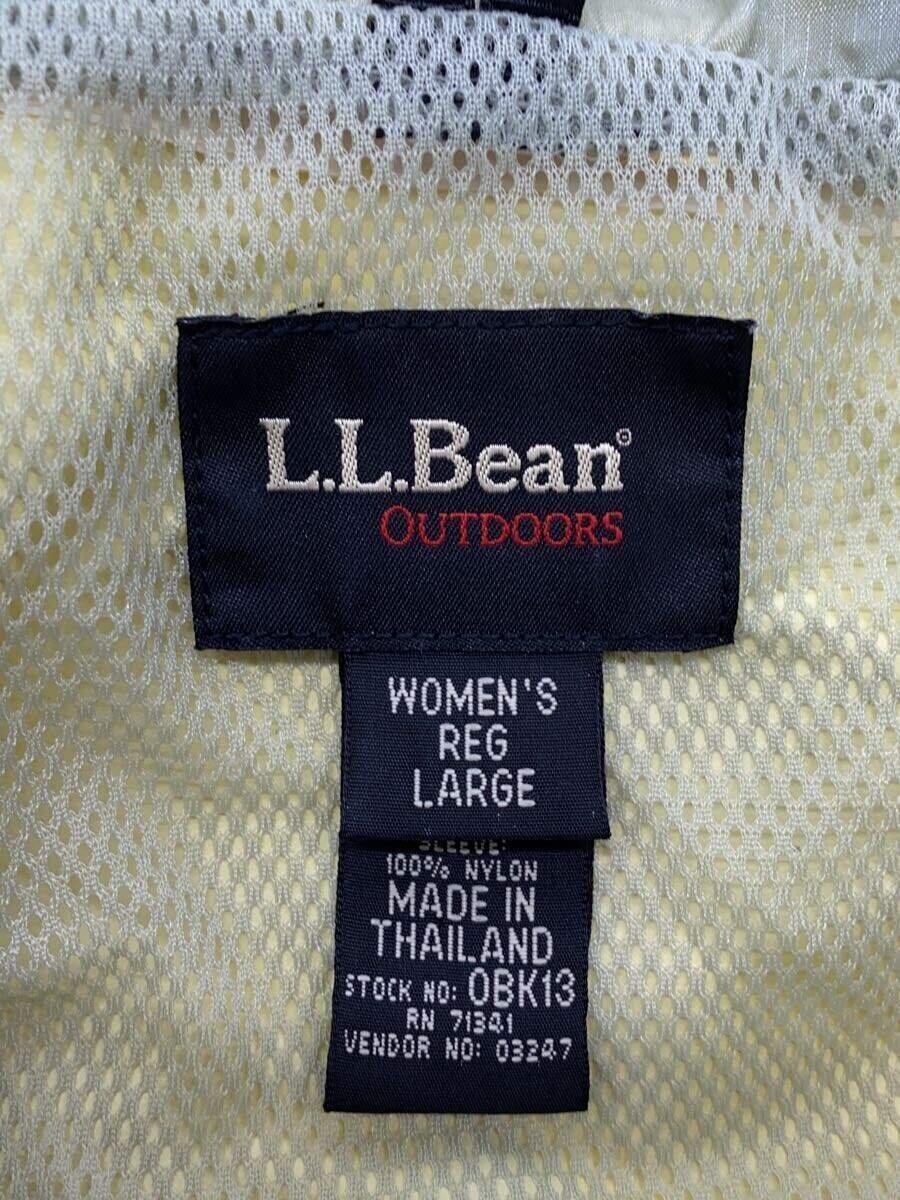 L.L.Bean®
OUTDOORS
WOMEN'S
REG
LARGE
SLEEVE:
100% NYLON
MADE IN
THAILAND
STOCK NO: 0BK13
RN 71341
VENDOR NO: 03247